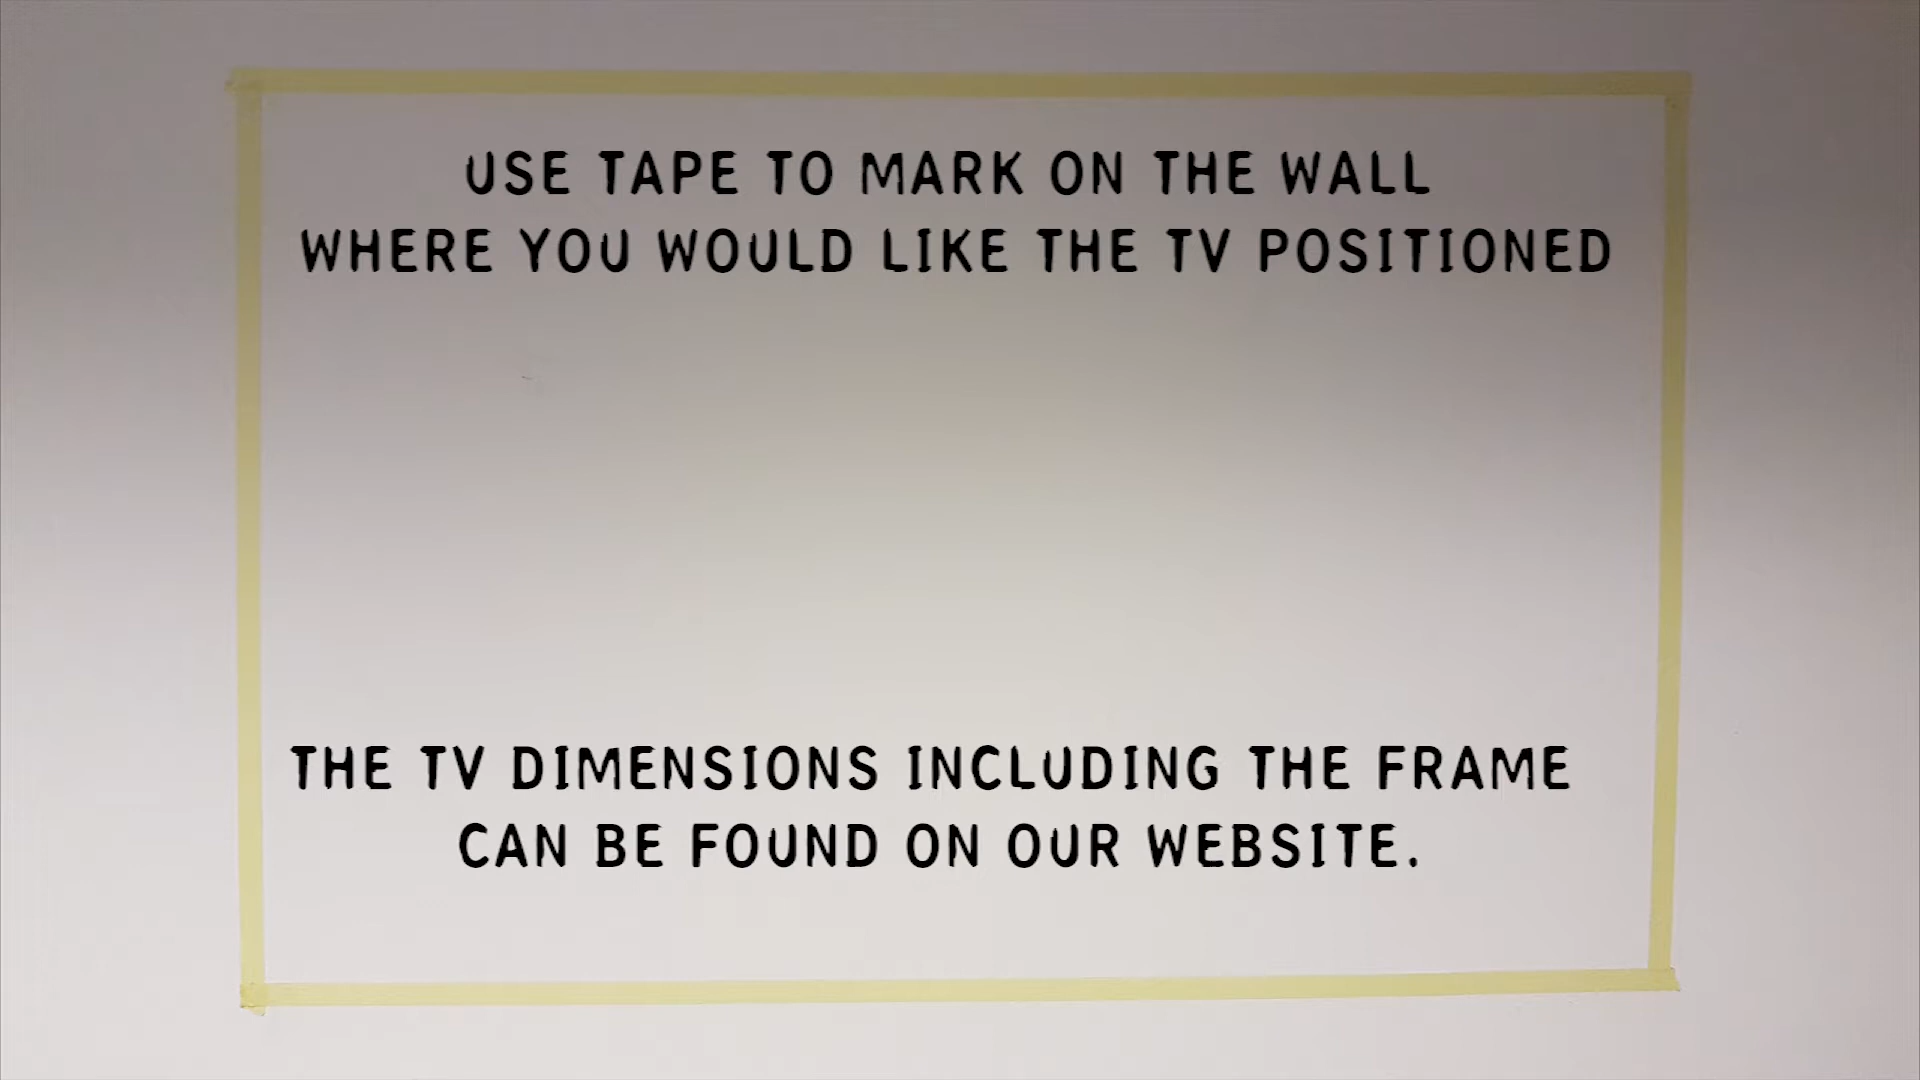 USE TAPE TO MARK ON THE WALL
WHERE YOU WOULD LIKE THE TV POSITIONED
THE TV DIMENSIONS INCLUDING THE FRAME
CAN BE FOUND ON OUR WEBSITE.